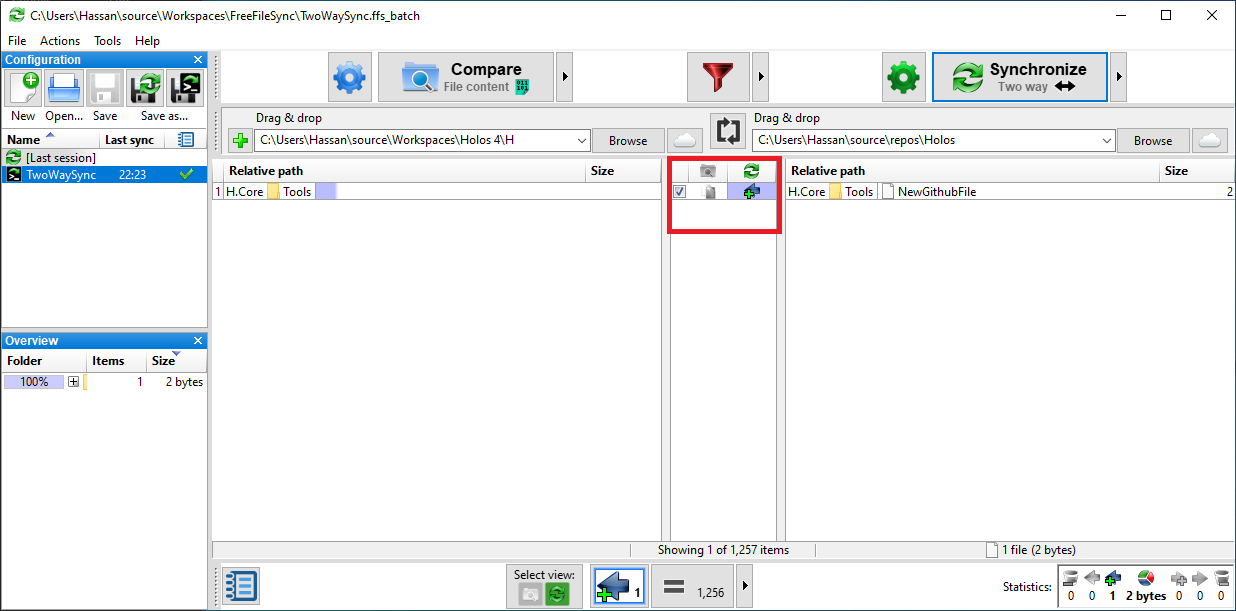 C:\Users\Hassan\source\Workspaces\FreeFileSync\TwoWaySync.ffs_batch
File Actions Tools Help
Configuration
New Open... Save Save as...
Name Last sync
[Last session]
TwoWaySync 22:23
Overview
Folder Items Size
100% 1 2 bytes
Compare
File content
Synchronize
Two way
Drag & drop
C:\Users\Hassan\source\Workspaces\Holos 4\H
Browse
Drag & drop
C:\Users\Hassan\source\repos\Holos
Browse
Relative path Size
1 H.Core Tools
Relative path Size
H.Core Tools NewGithubFile 2
Showing 1 of 1,257 items
1 file (2 bytes)
Select view:
1
1,256
Statistics:
0 0 1 2 bytes 0 0 0